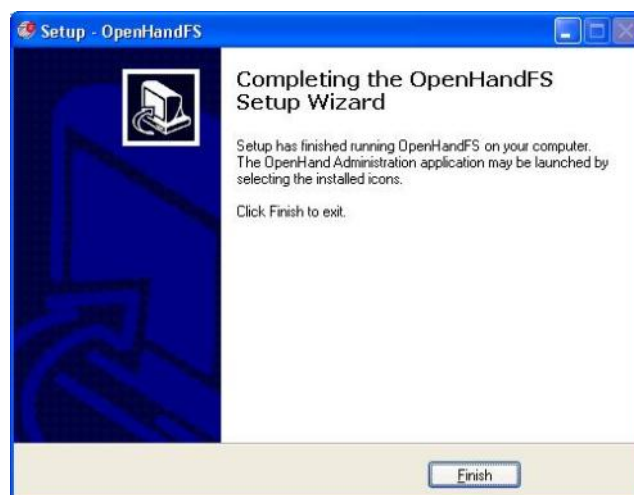 Setup - OpenHandFS
Completing the OpenHandFS
Setup Wizard
Setup has finished running OpenHandFS on your computer.
The OpenHand Administration application may be launched by
selecting the installed icons.
Click Finish to exit.
Finish